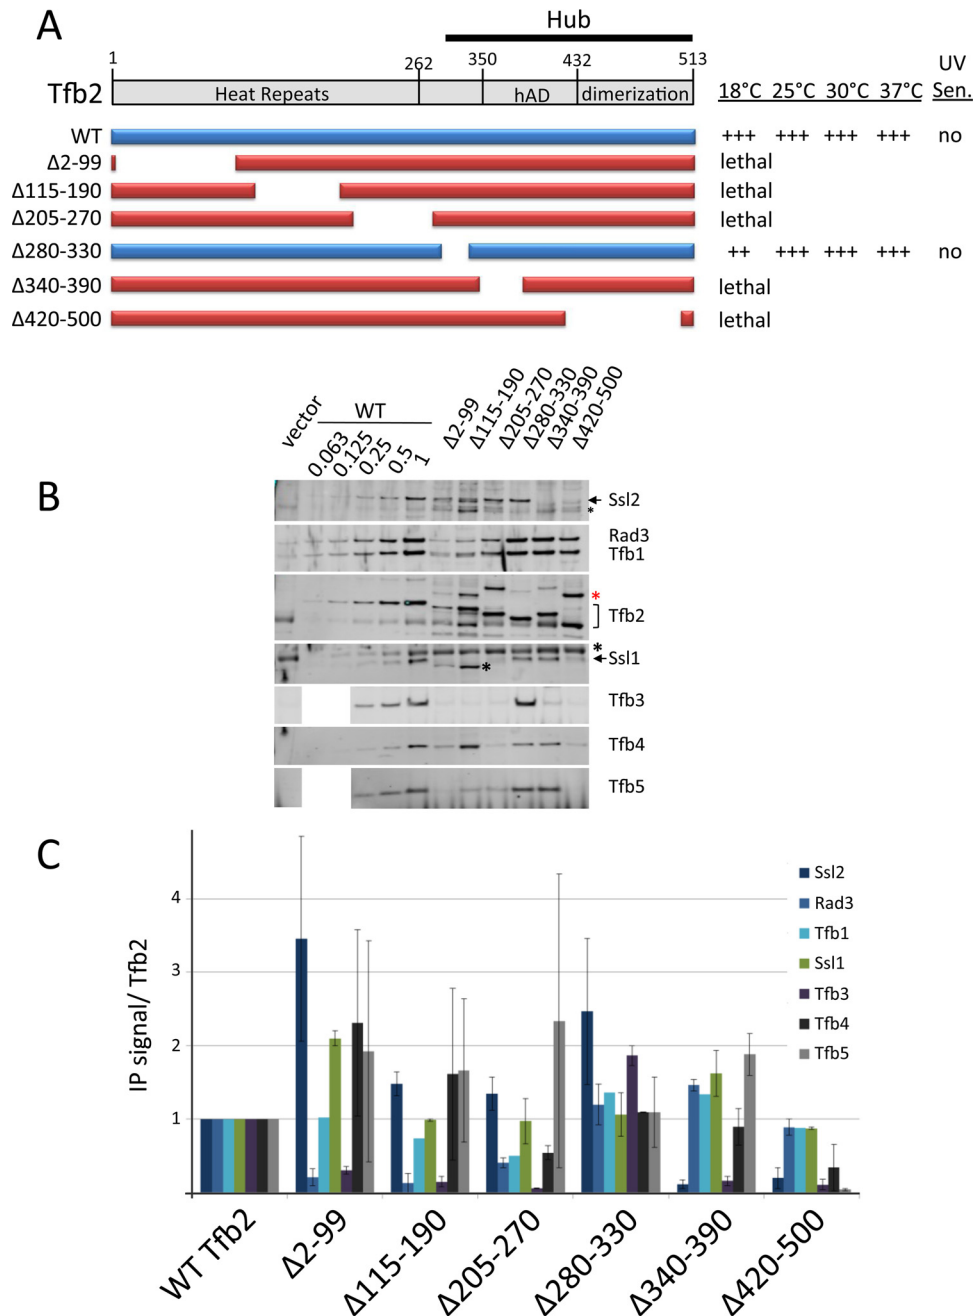 A
Hub
1 262 350 432 513
UV
Tfb2 Heat Repeats hAD dimerization 18°C 25°C 30°C 37°C Sen.
WT +++ +++ +++ +++ no
Δ2-99 lethal
Δ115-190 lethal
Δ205-270 lethal
Δ280-330 ++ +++ +++ +++ no
Δ340-390 lethal
Δ420-500 lethal
B
vector WT Δ2-99 Δ115-190 Δ205-270 Δ280-330 Δ340-390 Δ420-500
0.063 0.125 0.25 0.5 1
Ssl2
*
Rad3
Tfb1
*
Tfb2
*
Ssl1
*
Tfb3
Tfb4
Tfb5
C
IP signal/ Tfb2
4
3
2
1
Ssl2
Rad3
Tfb1
Ssl1
Tfb3
Tfb4
Tfb5
WT Tfb2 Δ2-99 Δ115-190 Δ205-270 Δ280-330 Δ340-390 Δ420-500